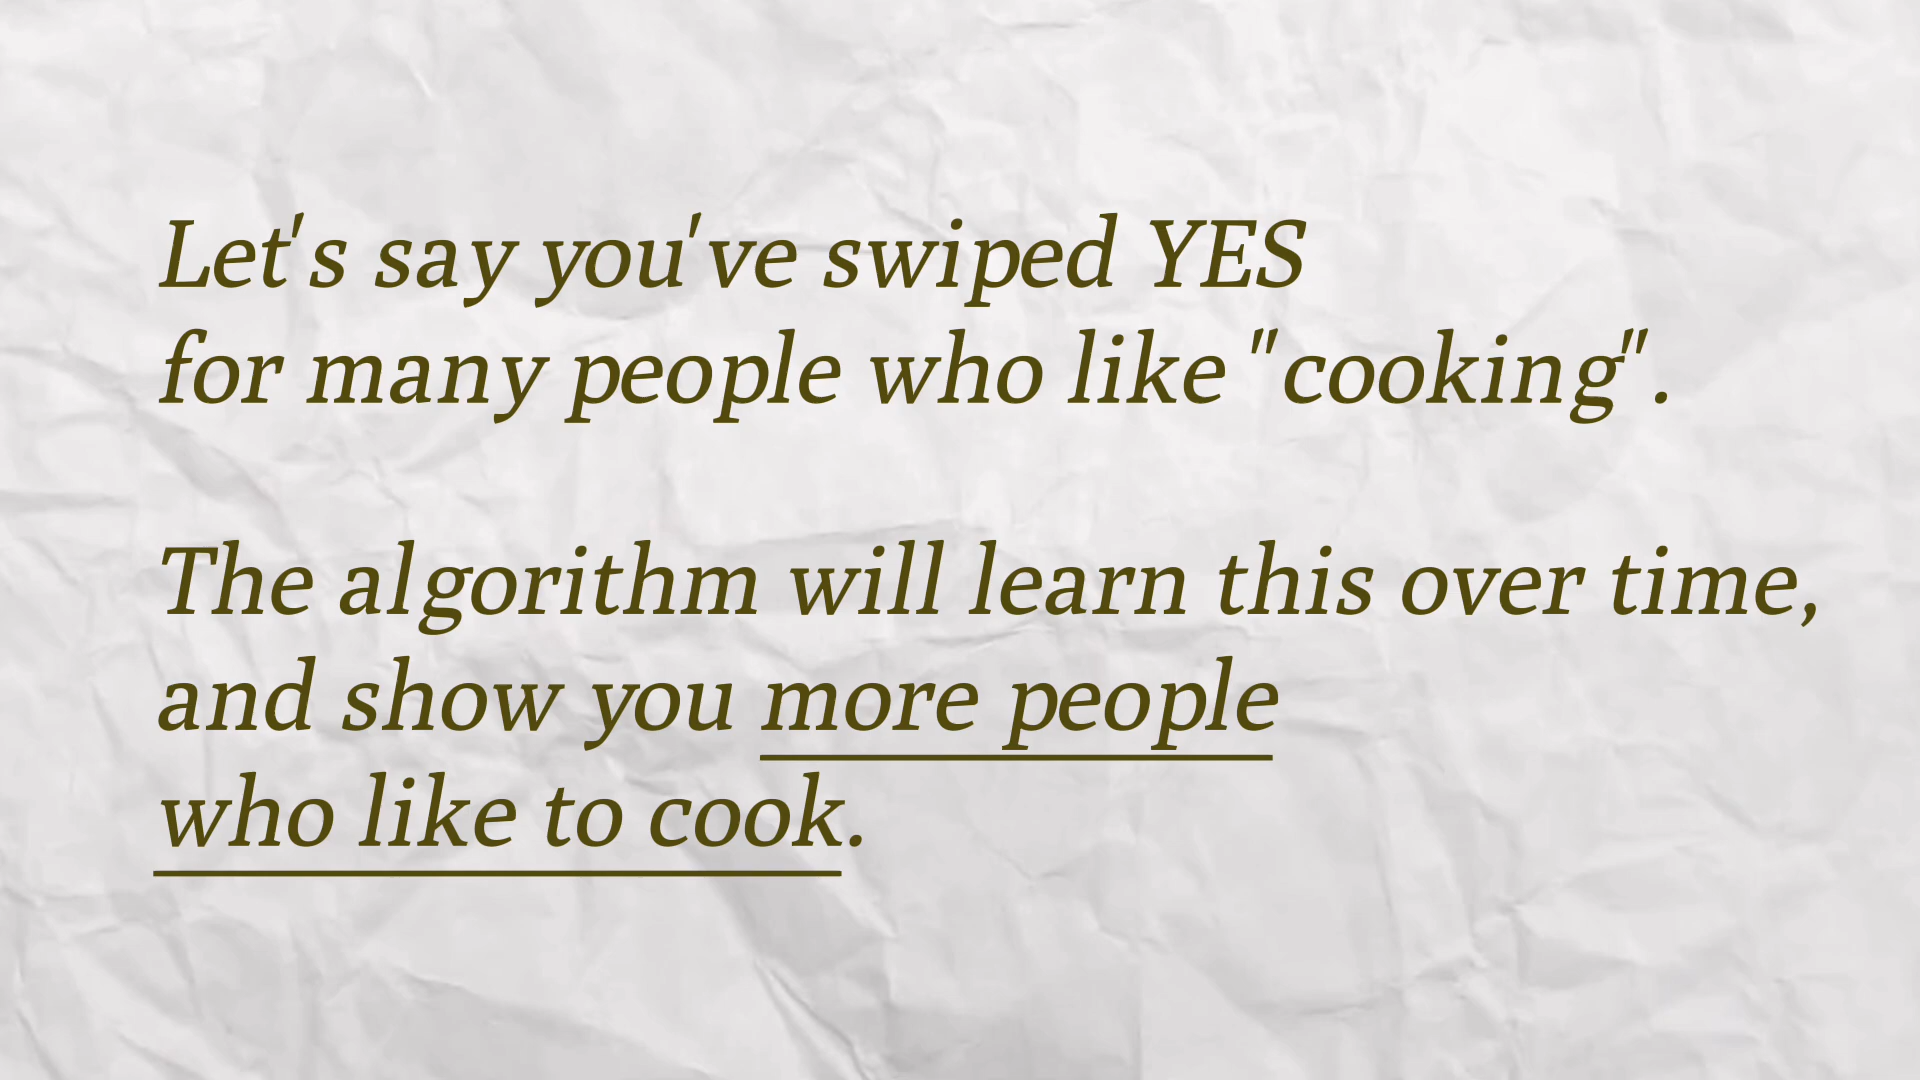 Let's say you've swiped YES
for many people who like "cooking".
The algorithm will learn this over time,
and show you more people
who like to cook.